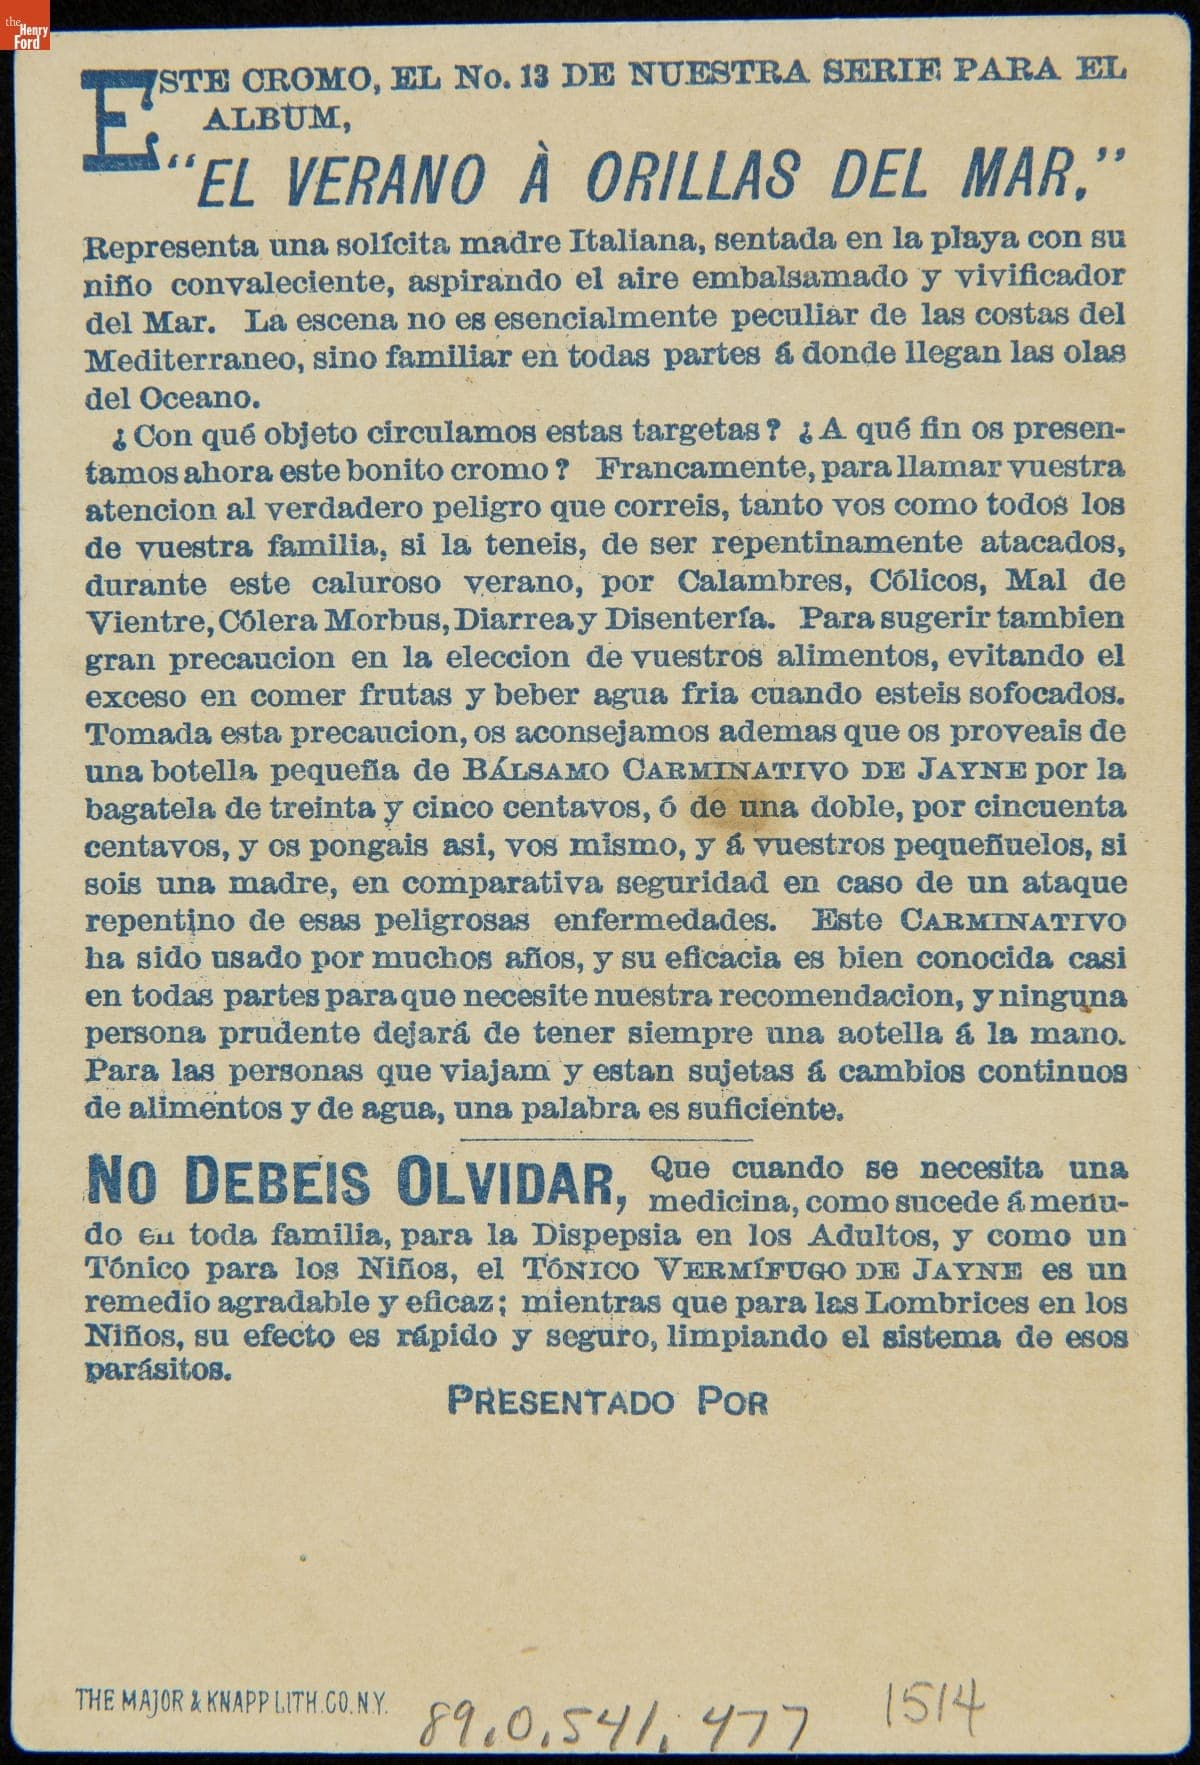 the Henry Ford
ESTE CROMO, EL NO. 13 DE NUESTRA SERIE PARA EL
ALBUM,
"EL VERANO À ORILLAS DEL MAR."
Representa una solícita madre Italiana, sentada en la playa con su
niño convaleciente, aspirando el aire embalsamado y vivificador
del Mar. La escena no es esencialmente peculiar de las costas del
Mediterraneo, sino familiar en todas partes á donde llegan las olas
del Oceano.
¿Con qué objeto circulamos estas targetas? ¿A qué fin os presen-
tamos ahora este bonito cromo? Francamente, para llamar vuestra
atencion al verdadero peligro que correis, tanto vos como todos los
de vuestra familia, si la teneis, de ser repentinamente atacados,
durante este caluroso verano, por Calambres, Cólicos, Mal de
Vientre, Cólera Morbus, Diarrea y Disentería. Para sugerir tambien
gran precaucion en la eleccion de vuestros alimentos, evitando el
exceso en comer frutas y beber agua fria cuando esteis sofocados.
Tomada esta precaucion, os aconsejamos ademas que os proveais de
una botella pequeña de BÁLSAMO CARMINATIVO DE JAYNE por la
bagatela de treinta y cinco centavos, ó de una doble, por cincuenta
centavos, y os pongais asi, vos mismo, y á vuestros pequeñuelos, si
sois una madre, en comparativa seguridad en caso de un ataque
repentino de esas peligrosas enfermedades. Este CARMINATIVO
ha sido usado por muchos años, y su eficacia es bien conocida casi
en todas partes para que necesite nuestra recomendacion, y ninguna
persona prudente dejará de tener siempre una aotella á la mano.
Para las personas que viajam y estan sujetas á cambios continuos
de alimentos y de agua, una palabra es suficiente.
NO DEBEIS OLVIDAR, Que cuando se necesita una
medicina, como sucede á menu-
do en toda familia, para la Dispepsia en los Adultos, y como un
Tónico para los Niños, el TÓNICO VERMÍFUGO DE JAYNE es un
remedio agradable y eficaz; mientras que para las Lombrices en los
Niños, su efecto es rápido y seguro, limpiando el sistema de esos
parásitos.
PRESENTADO POR
THE MAJOR & KNAPP LITH. CO. N.Y.
89.0.541.477
1514